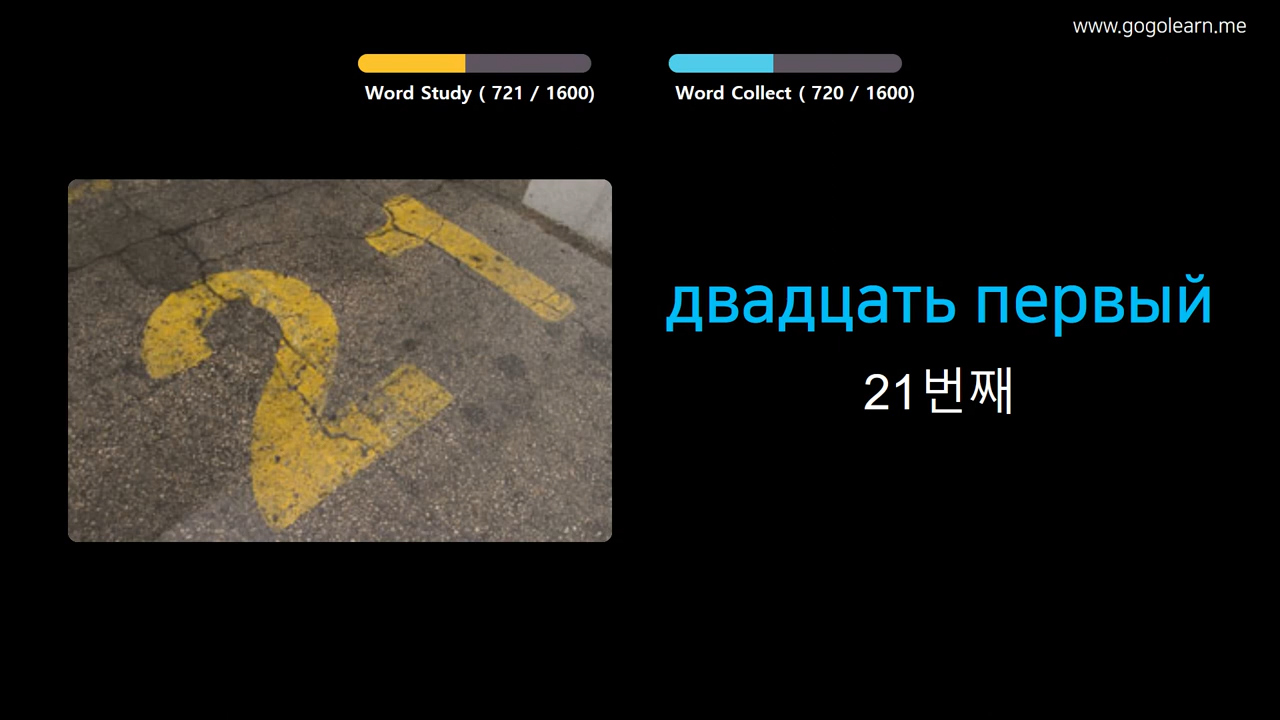 www.gogolearn.me
Word Study ( 721 / 1600)
Word Collect ( 720 / 1600)
21
двадцать первый
21번째